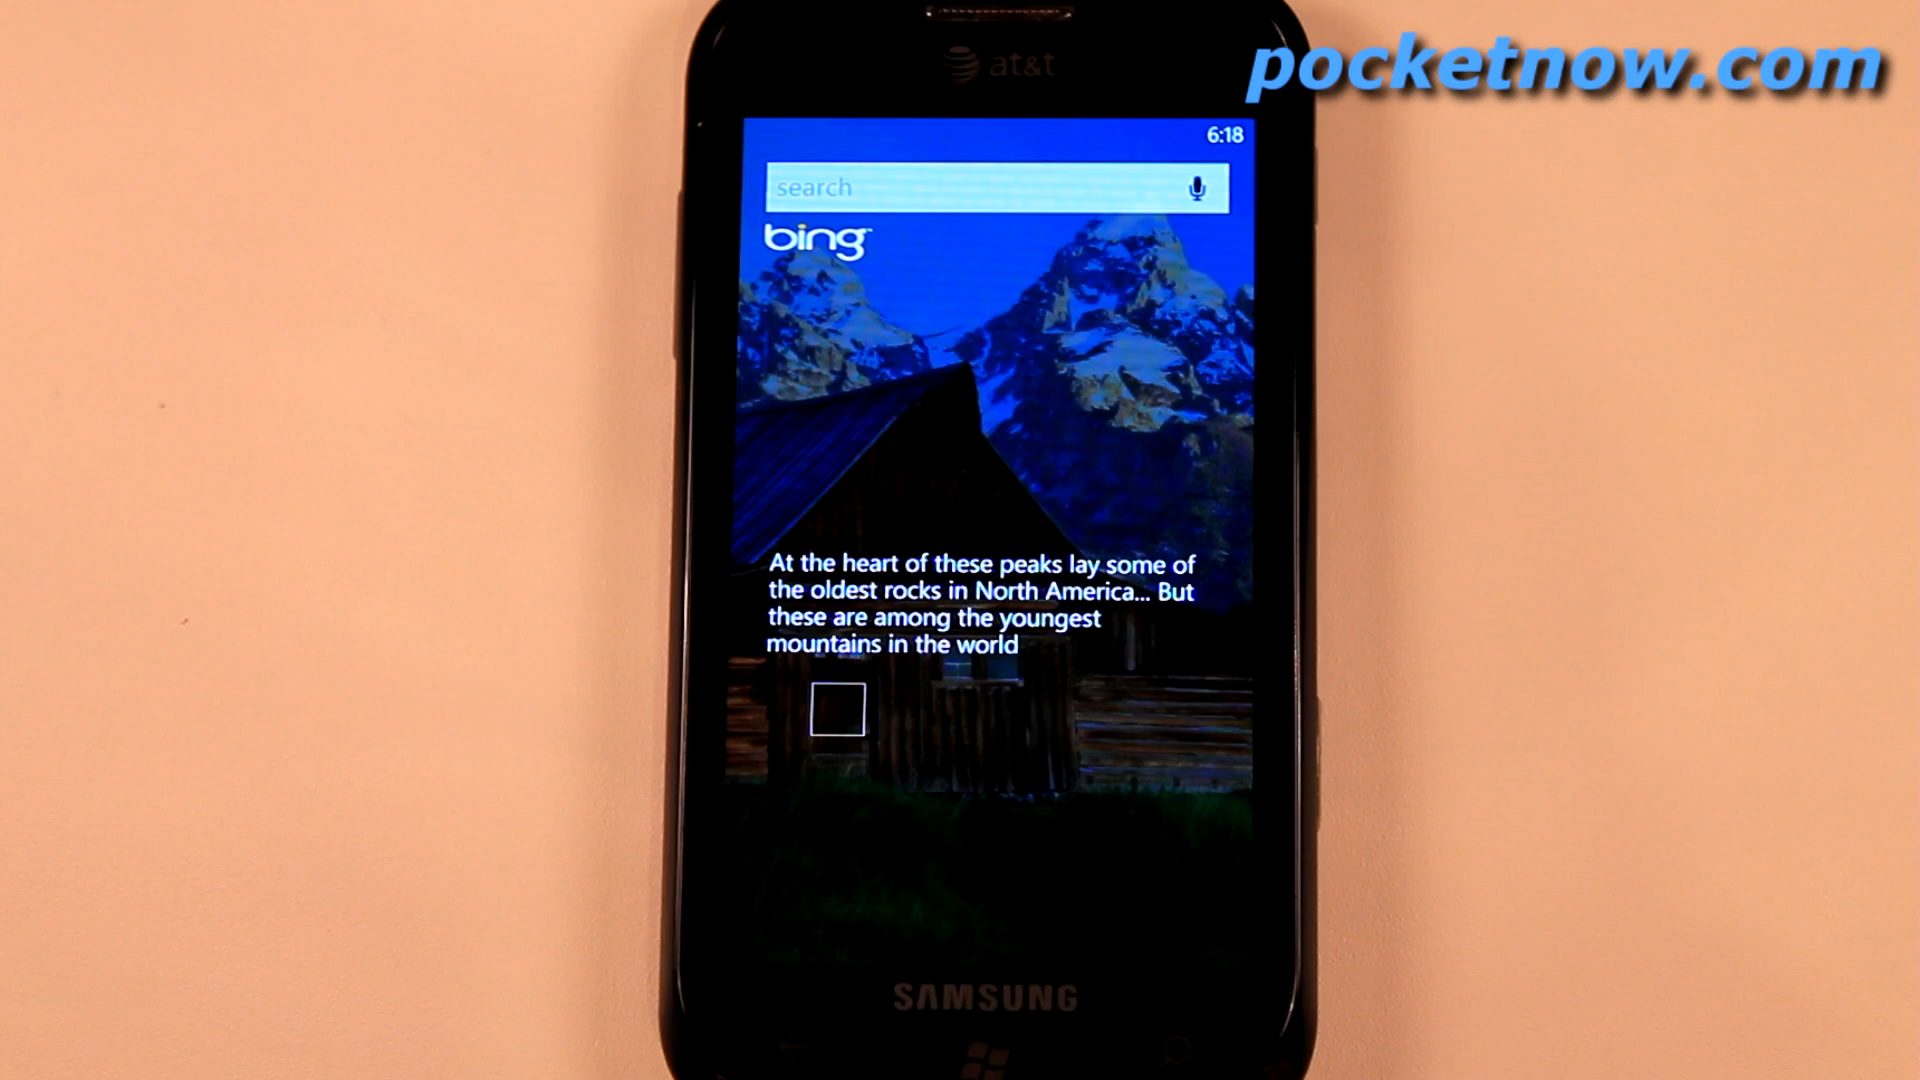 at&t
pocketnow.com
6:18
search
bing
At the heart of these peaks lay some of
the oldest rocks in North America... But
these are among the youngest
mountains in the world
SAMSUNG